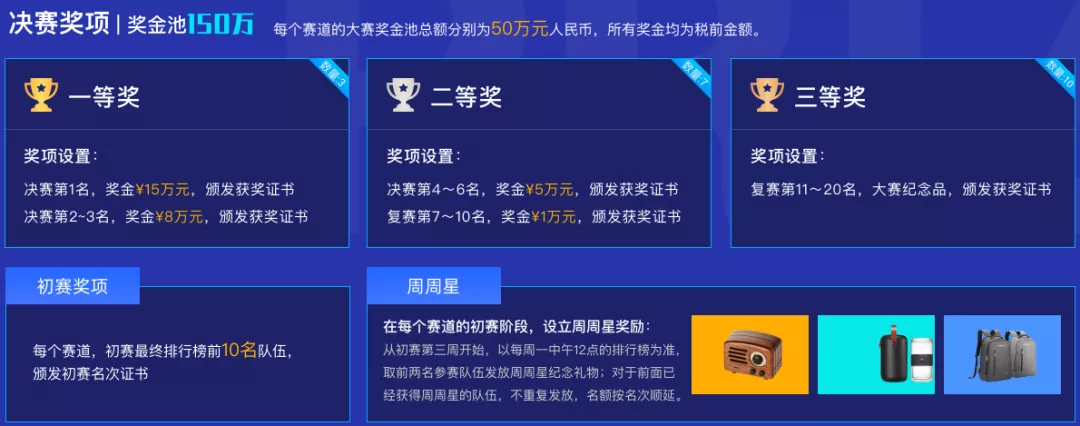 决赛奖项 | 奖金池150万 每个赛道的大赛奖金池总额分别为50万元人民币，所有奖金均为税前金额。
数量:3
一等奖
奖项设置：
决赛第1名，奖金¥15万元，颁发获奖证书
决赛第2~3名，奖金¥8万元，颁发获奖证书
数量:7
二等奖
奖项设置：
决赛第4～6名，奖金¥5万元，颁发获奖证书
复赛第7～10名，奖金¥1万元，颁发获奖证书
数量:10
三等奖
奖项设置：
复赛第11～20名，大赛纪念品，颁发获奖证书
初赛奖项
每个赛道，初赛最终排行榜前10名队伍，
颁发初赛名次证书
周周星
在每个赛道的初赛阶段，设立周周星奖励：
从初赛第三周开始，以每周一中午12点的排行榜为准，
取前两名参赛队伍发放周周星纪念礼物；对于前面已
经获得周周星的队伍，不重复发放，名额按名次顺延。